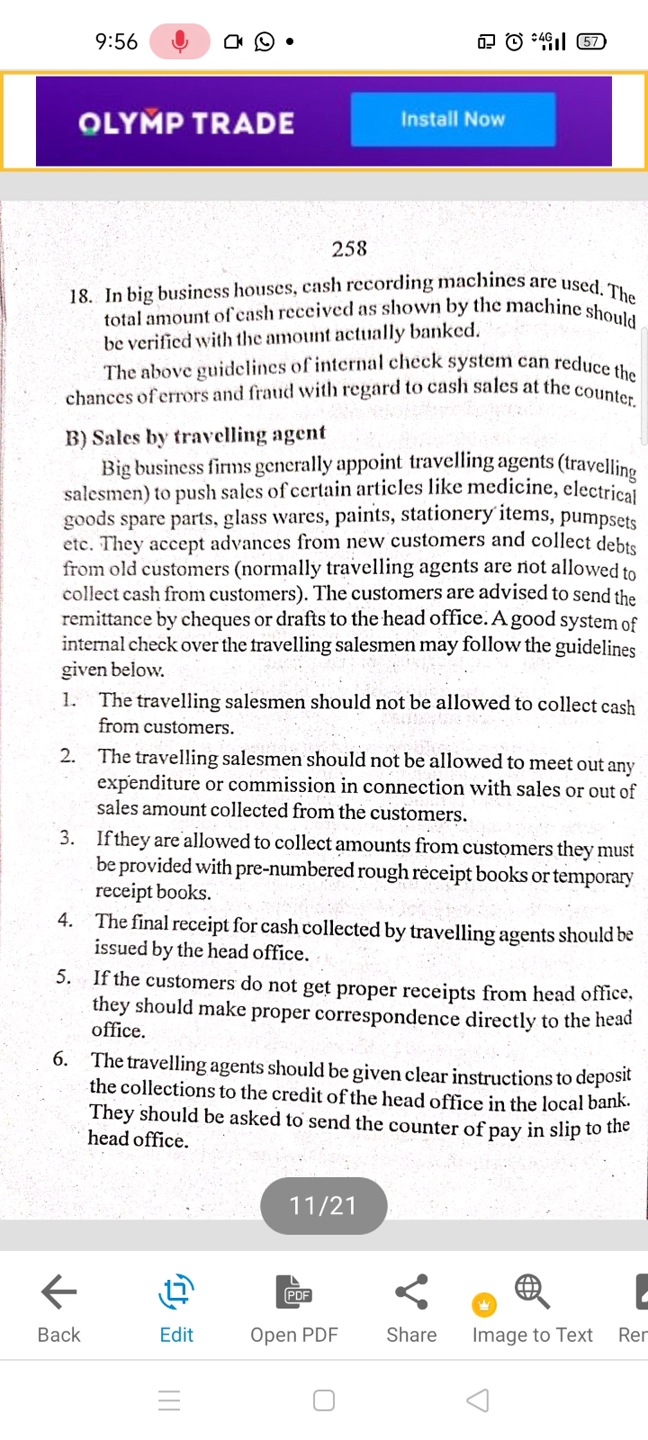 9:56
4G
57
OLYMP TRADE
Install Now
258
18. In big business houses, cash recording machines are used. The
total amount of cash received as shown by the machine should
be verified with the amount actually banked.
The above guidelines of internal check system can reduce the
chances of errors and fraud with regard to cash sales at the counter.
B) Sales by travelling agent
Big business firms generally appoint travelling agents (travelling
salesmen) to push sales of certain articles like medicine, electrical
goods spare parts, glass wares, paints, stationery items, pumpsets
etc. They accept advances from new customers and collect debts
from old customers (normally travelling agents are not allowed to
collect cash from customers). The customers are advised to send the
remittance by cheques or drafts to the head office. A good system of
internal check over the travelling salesmen may follow the guidelines
given below.
1. The travelling salesmen should not be allowed to collect cash
from customers.
2. The travelling salesmen should not be allowed to meet out any
expenditure or commission in connection with sales or out of
sales amount collected from the customers.
3. If they are allowed to collect amounts from customers they must
be provided with pre-numbered rough receipt books or temporary
receipt books.
4. The final receipt for cash collected by travelling agents should be
issued by the head office.
5. If the customers do not get proper receipts from head office,
they should make proper correspondence directly to the head
office.
6. The travelling agents should be given clear instructions to deposit
the collections to the credit of the head office in the local bank.
They should be asked to send the counter of pay in slip to the
head office.
11/21
PDF
Back Edit Open PDF Share Image to Text Rer